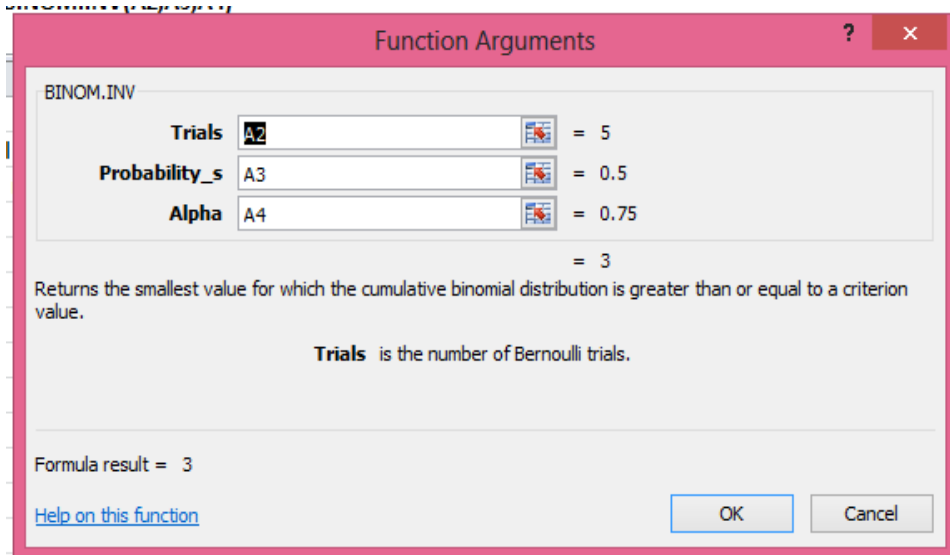 Function Arguments ? ×
BINOM.INV
Trials A2 = 5
Probability_s A3 = 0.5
Alpha A4 = 0.75
= 3
Returns the smallest value for which the cumulative binomial distribution is greater than or equal to a criterion
value.
Trials is the number of Bernoulli trials.
Formula result = 3
Help on this function OK Cancel